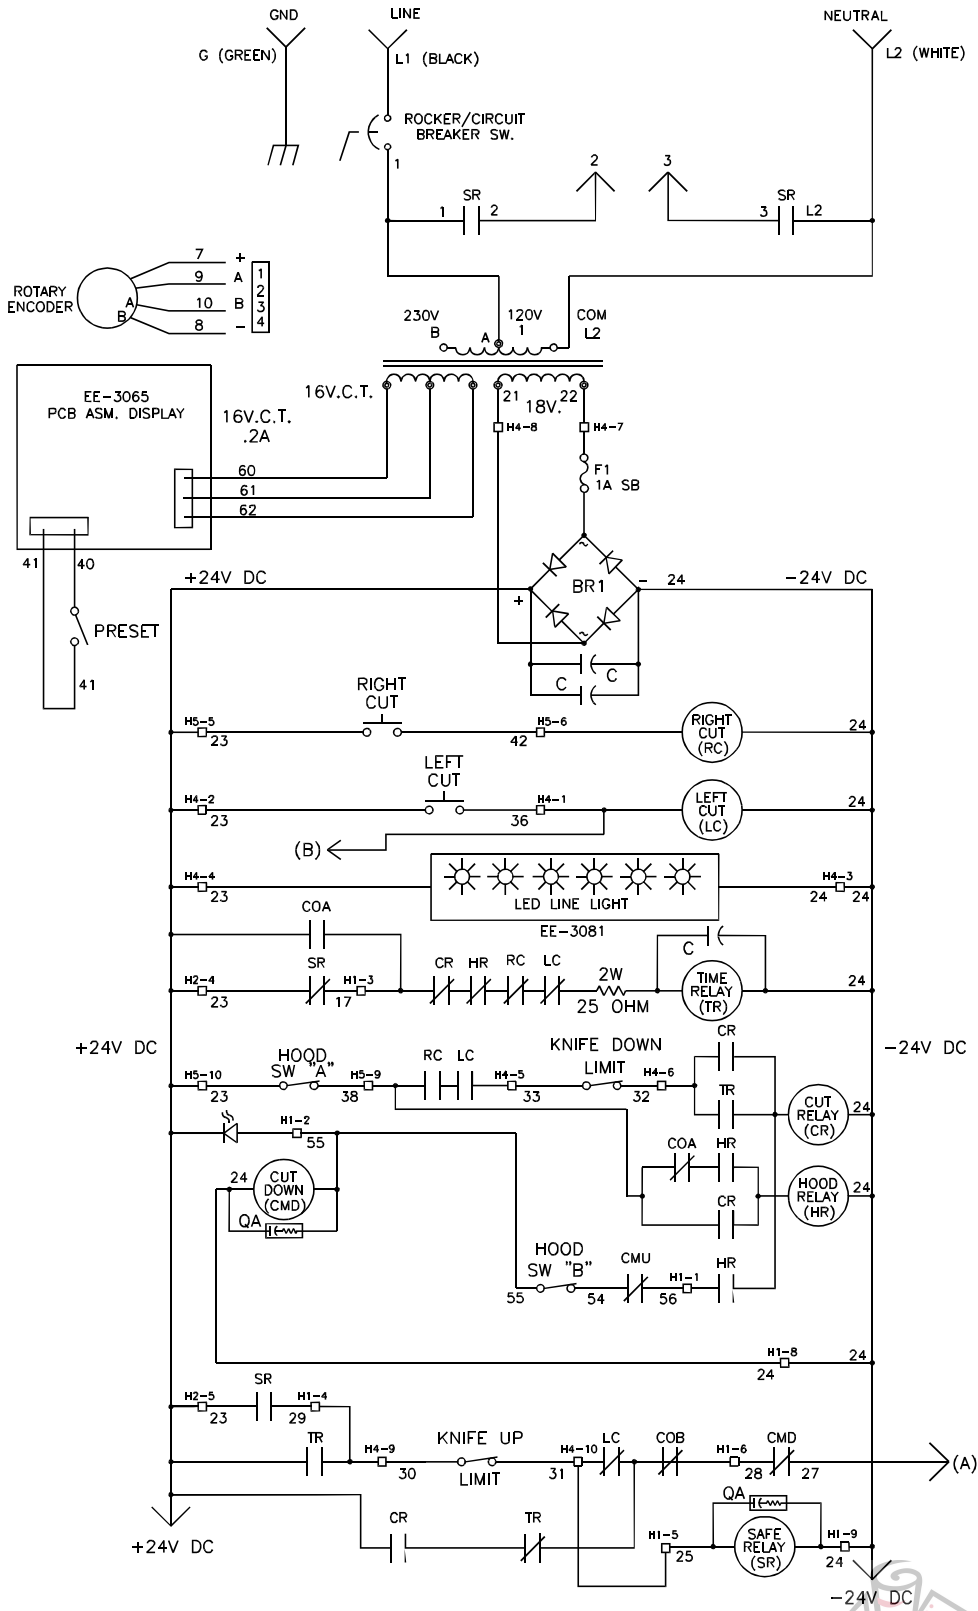 GND
LINE
NEUTRAL
G (GREEN)
L1 (BLACK)
L2 (WHITE)
ROCKER/CIRCUIT
BREAKER SW.
1
2
3
SR
1
2
SR
3
L2
ROTARY
ENCODER
A
B
7
+
9
A
10
B
8
-
1
2
3
4
230V
B
A
120V
1
COM
L2
EE-3065
PCB ASM. DISPLAY
16V.C.T.
16V.C.T.
.2A
21
18V.
22
H4-8
H4-7
F1
1A SB
60
61
62
41
40
PRESET
41
+24V DC
~
BR1
~
+
-
24
-24V DC
C
C
RIGHT
CUT
H5-5
23
H5-6
42
RIGHT
CUT
(RC)
24
LEFT
CUT
H4-2
23
H4-1
36
LEFT
CUT
(LC)
24
(B)
H4-4
23
LED LINE LIGHT
EE-3081
H4-3
24
24
COA
C
H2-4
23
SR
H1-3
17
CR
HR
RC
LC
2W
25 OHM
TIME
RELAY
(TR)
24
+24V DC
-24V DC
HOOD
SW "A"
H5-10
23
H5-9
38
RC
LC
H4-5
33
KNIFE DOWN
LIMIT
H4-6
32
CR
TR
CUT
RELAY
(CR)
24
H1-2
55
COA
HR
CR
HOOD
RELAY
(HR)
24
24
CUT
DOWN
(CMD)
QA
HOOD
SW "B"
55
54
CMU
H1-1
56
HR
H1-8
24
24
H2-5
23
SR
H1-4
29
TR
H4-9
30
KNIFE UP
LIMIT
H4-10
31
LC
COB
H1-6
28
CMD
27
(A)
+24V DC
CR
TR
H1-5
25
QA
SAFE
RELAY
(SR)
H1-9
24
-24V DC